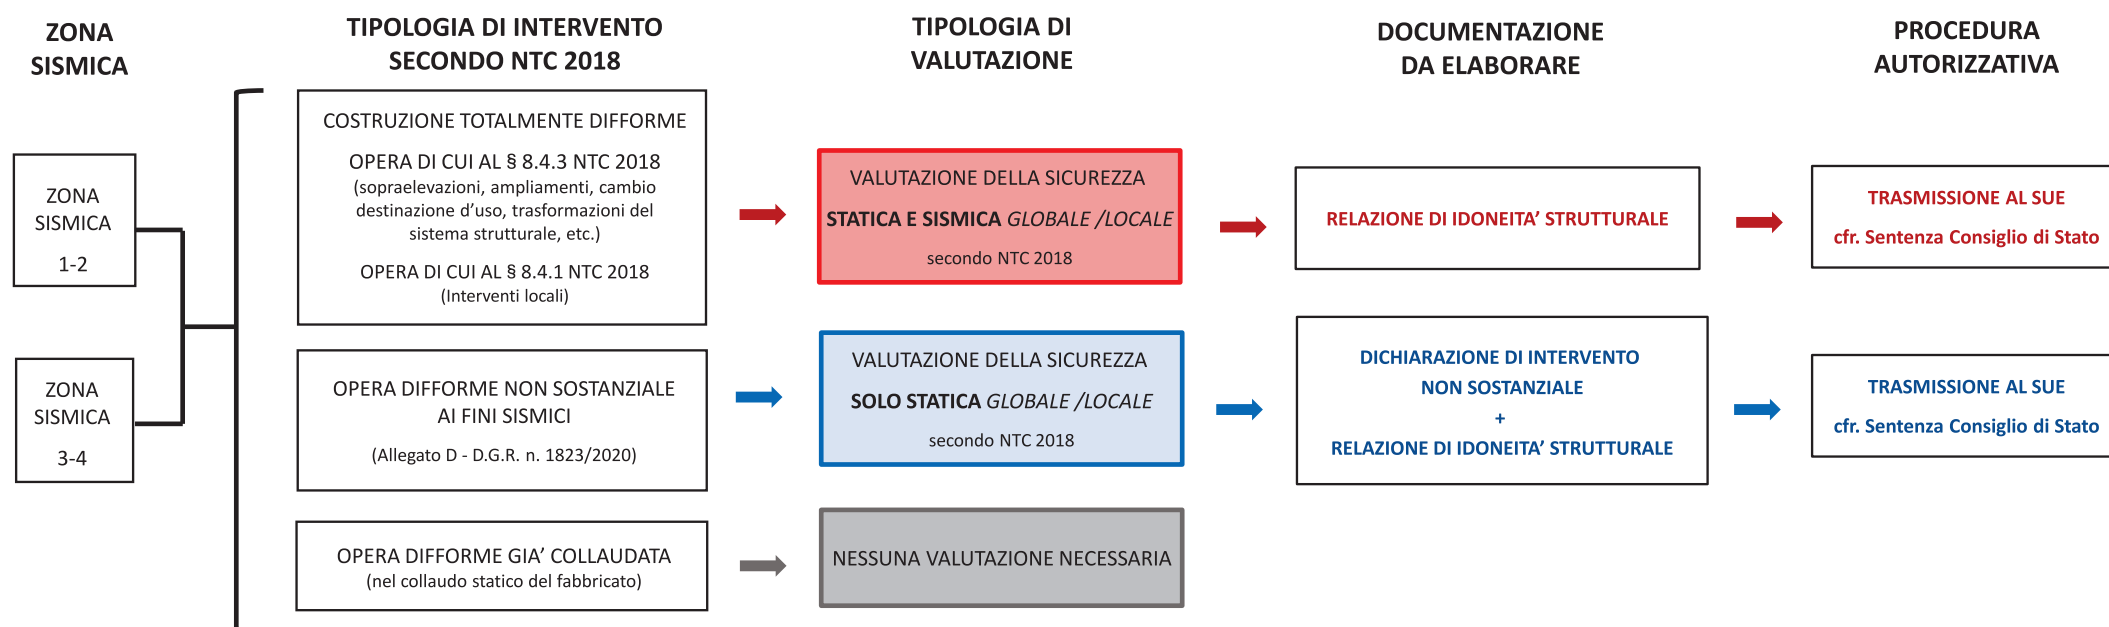 ZONA
SISMICA
TIPOLOGIA DI INTERVENTO
SECONDO NTC 2018
TIPOLOGIA DI
VALUTAZIONE
DOCUMENTAZIONE
DA ELABORARE
PROCEDURA
AUTORIZZATIVA
ZONA
SISMICA
1-2
ZONA
SISMICA
3-4
COSTRUZIONE TOTALMENTE DIFFORME
OPERA DI CUI AL § 8.4.3 NTC 2018
(sopraelevazioni, ampliamenti, cambio
destinazione d’uso, trasformazioni del
sistema strutturale, etc.)
OPERA DI CUI AL § 8.4.1 NTC 2018
(Interventi locali)
VALUTAZIONE DELLA SICUREZZA
STATICA E SISMICA GLOBALE /LOCALE
secondo NTC 2018
RELAZIONE DI IDONEITA’ STRUTTURALE
TRASMISSIONE AL SUE
cfr. Sentenza Consiglio di Stato
OPERA DIFFORME NON SOSTANZIALE
AI FINI SISMICI
(Allegato D - D.G.R. n. 1823/2020)
VALUTAZIONE DELLA SICUREZZA
SOLO STATICA GLOBALE /LOCALE
secondo NTC 2018
DICHIARAZIONE DI INTERVENTO
NON SOSTANZIALE
+
RELAZIONE DI IDONEITA’ STRUTTURALE
TRASMISSIONE AL SUE
cfr. Sentenza Consiglio di Stato
OPERA DIFFORME GIA’ COLLAUDATA
(nel collaudo statico del fabbricato)
NESSUNA VALUTAZIONE NECESSARIA